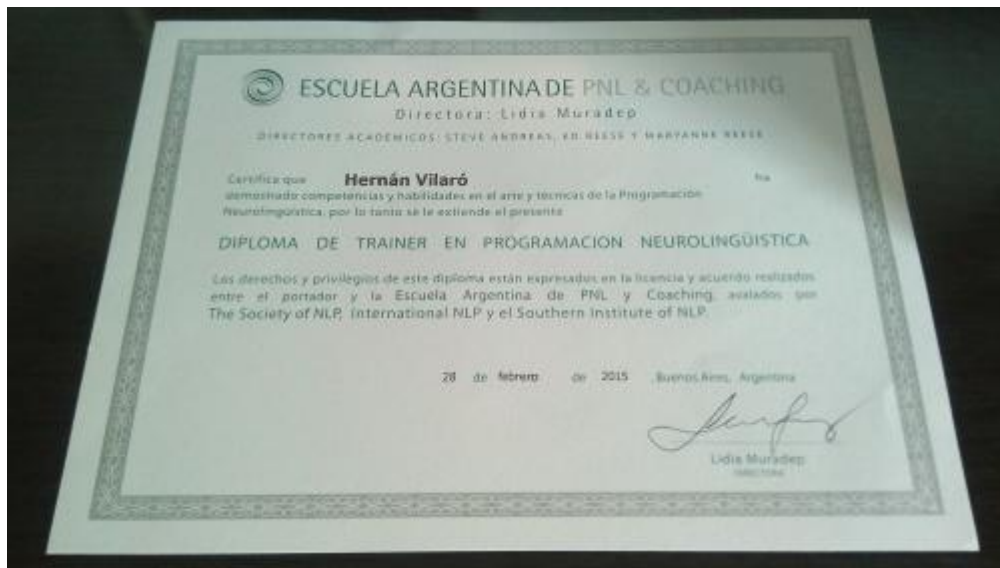 ESCUELA ARGENTINA DE PNL & COACHING
Directora: Lidia Muradep
DIRECTORES ACADEMICOS: STEVE ANDREAS, ED REESE Y MARYANNE REESE
Certifica que Hernán Vilaró ha
demostrado competencias y habilidades en el arte y técnicas de la Programación
Neurolingüística, por lo tanto se le extiende el presente
DIPLOMA DE TRAINER EN PROGRAMACION NEUROLINGÜISTICA
Los derechos y privilegios de este diploma están expresados en la licencia y acuerdo realizados
entre el portador y la Escuela Argentina de PNL y Coaching, avalados por
The Society of NLP, International NLP y el Southern Institute of NLP.
28 de febrero de 2015 , Buenos Aires, Argentina
Lidia Muradep
DIRECTORA